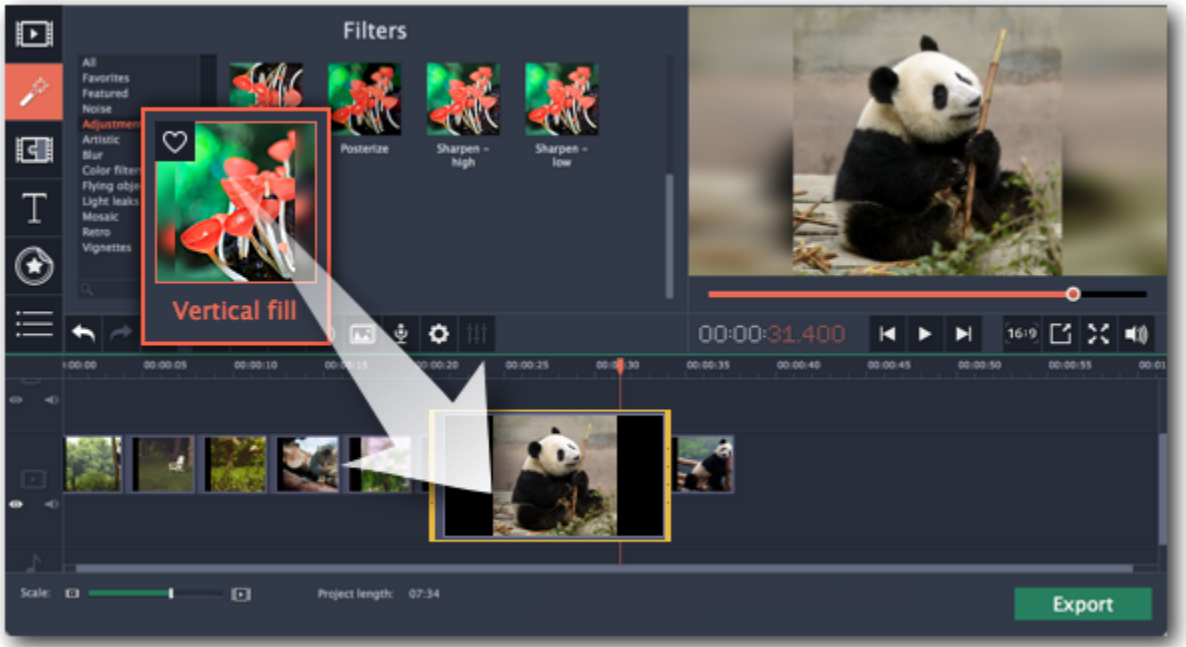 Filters
All
Favorites
Featured
Noise
Artistic
Blur
Color filter
Flying obje
Light leaks
Mosaic
Retro
Vignettes
Posterize
Sharpen –
high
Sharpen –
low
Vertical fill
T
00:00:31.400
16:9
00:00:05
00:00:10
00:00:15
00:00:20
00:00:25
00:00:35
00:00:40
00:00:45
00:00:50
00:00:55
Scale:
Project length: 07:34
Export